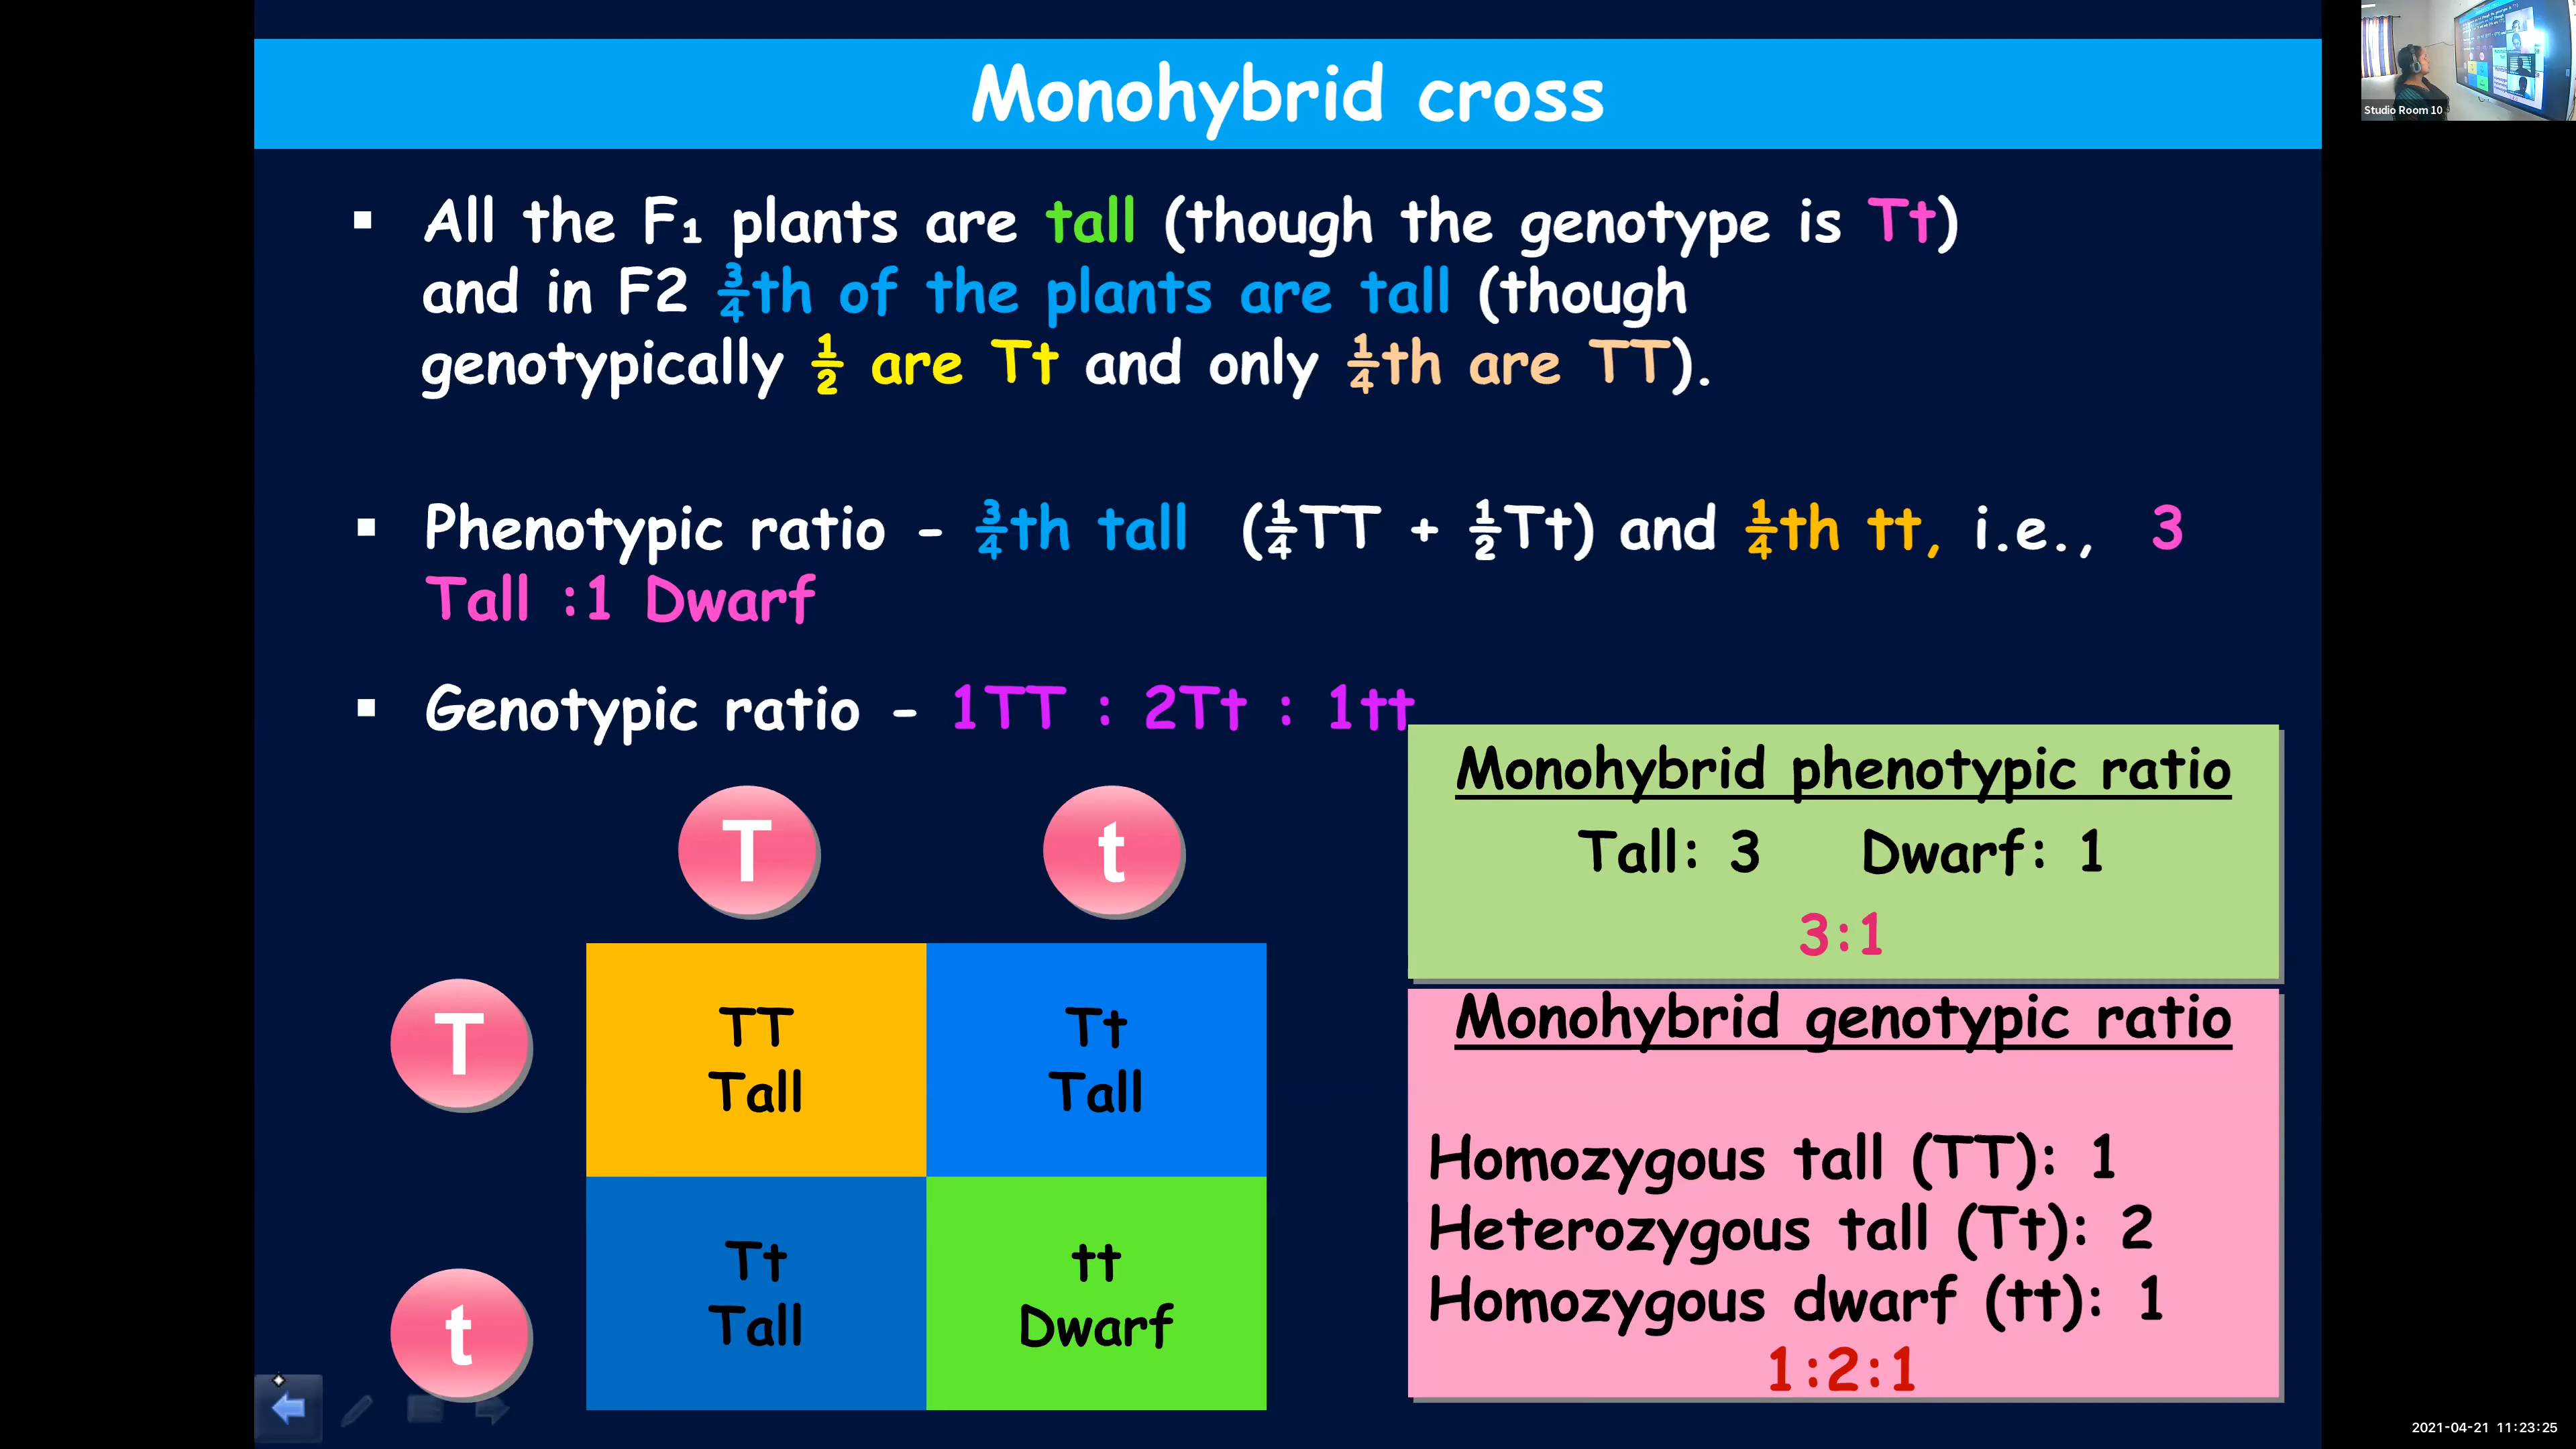 Monohybrid cross
Studio Room 10
▪ All the F₁ plants are tall (though the genotype is Tt)
and in F2 ¾th of the plants are tall (though
genotypically ½ are Tt and only ¼th are TT).
▪ Phenotypic ratio - ¾th tall (¼TT + ½Tt) and ¼th tt, i.e., 3
Tall :1 Dwarf
▪ Genotypic ratio - 1TT : 2Tt : 1tt
Monohybrid phenotypic ratio
Tall: 3 Dwarf: 1
3:1
Monohybrid genotypic ratio
Homozygous tall (TT): 1
Heterozygous tall (Tt): 2
Homozygous dwarf (tt): 1
1:2:1
T t
T
TT Tt
Tall Tall
t
Tt tt
Tall Dwarf
2021-04-21 11:23:25